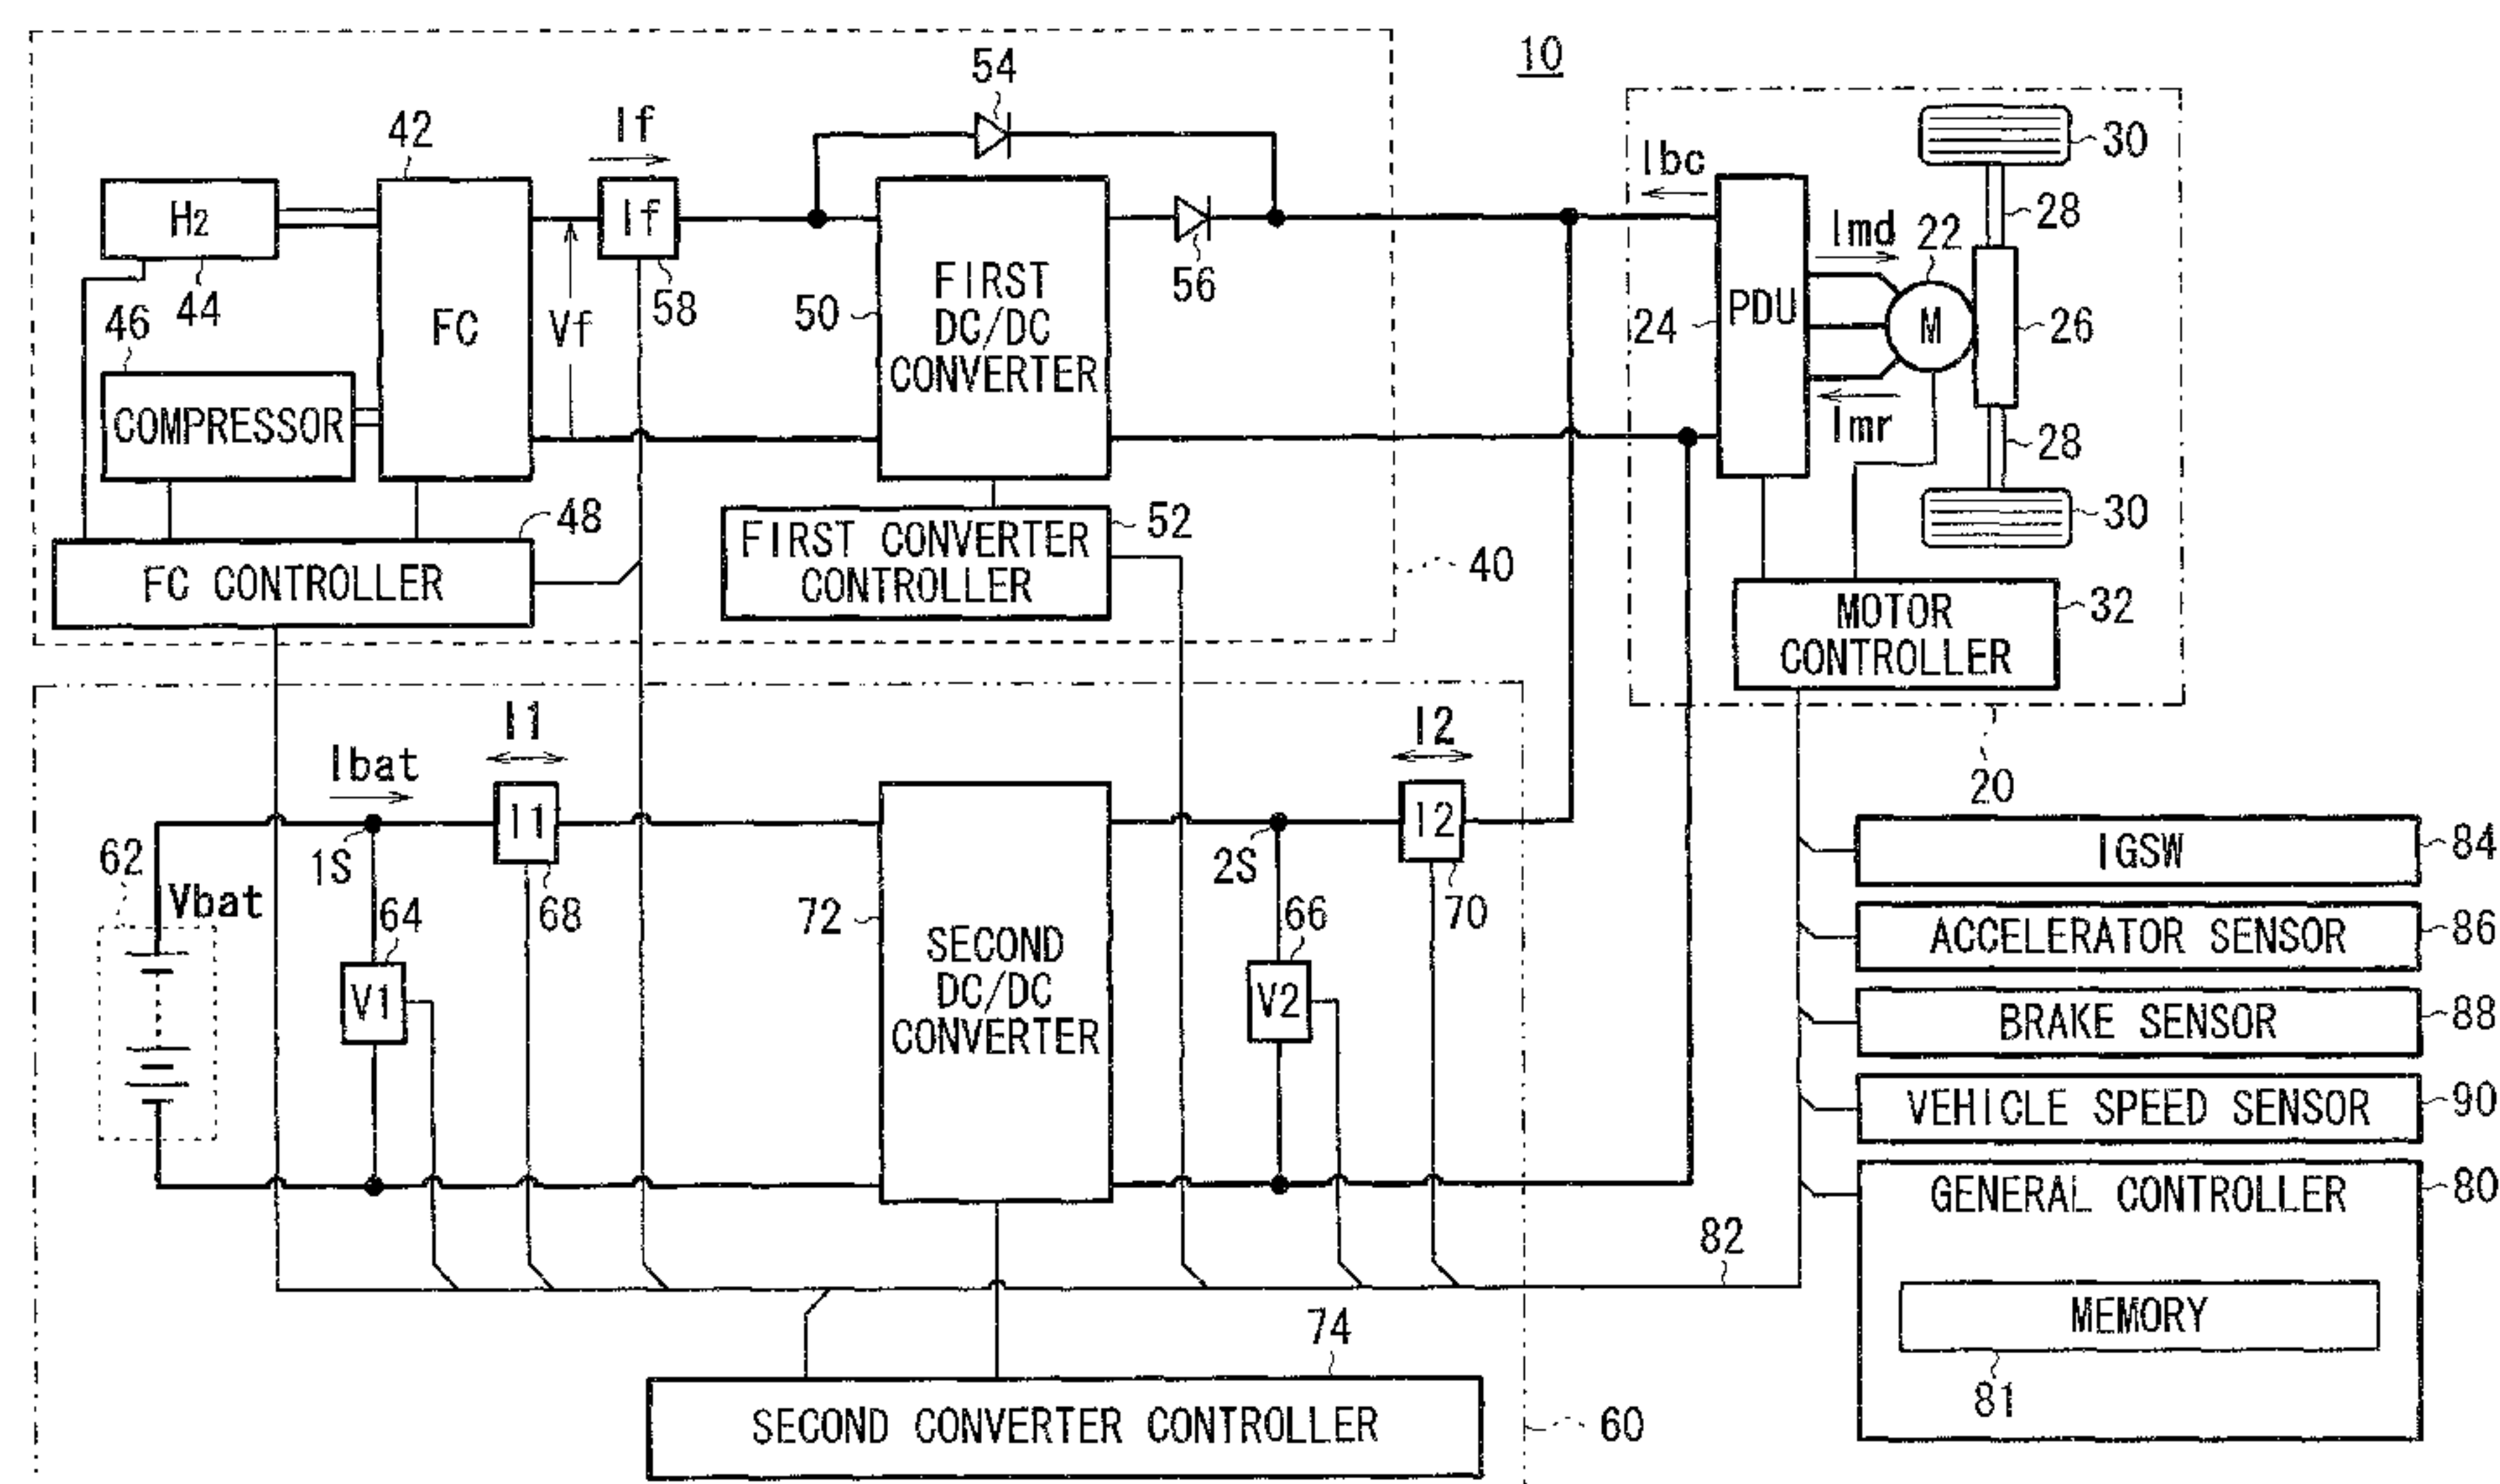 10
54
42
If
Ibc
30
H2
FC
If
28
Imd
22
44
46
Vf
58
50
FIRST
DC/DC
CONVERTER
56
24
PDU
M
26
COMPRESSOR
Imr
28
48
52
30
FC CONTROLLER
FIRST CONVERTER
CONTROLLER
40
MOTOR
CONTROLLER
32
I1
I2
20
Ibat
I1
I2
62
1S
2S
IGSW
84
Vbat
64
68
72
66
70
SECOND
DC/DC
CONVERTER
ACCELERATOR SENSOR
86
V1
V2
BRAKE SENSOR
88
VEHICLE SPEED SENSOR
90
GENERAL CONTROLLER
80
82
MEMORY
81
74
SECOND CONVERTER CONTROLLER
60